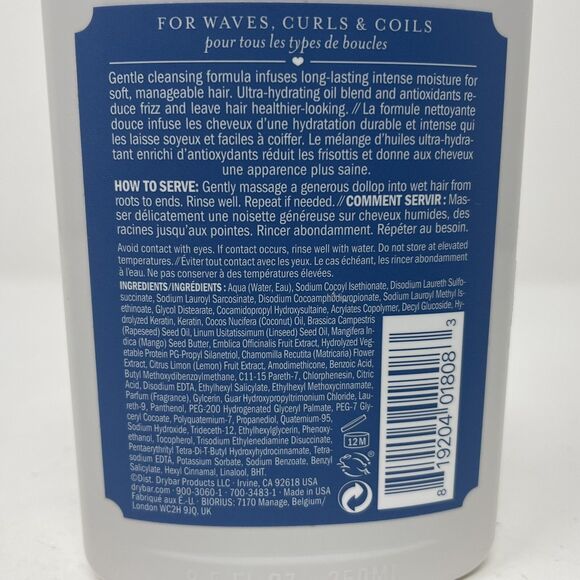 FOR WAVES, CURLS & COILS
pour tous les types de boucles
Gentle cleansing formula infuses long-lasting intense moisture for
soft, manageable hair. Ultra-hydrating oil blend and antioxidants re-
duce frizz and leave hair healthier-looking. // La formule nettoyante
douce infuse les cheveux d'une hydratation durable et intense qui
les laisse soyeux et faciles à coiffer. Le mélange d'huiles ultra-hydra-
tant enrichi d'antioxydants réduit les frisottis et donne aux cheveux
une apparence plus saine.
HOW TO SERVE: Gently massage a generous dollop into wet hair from
roots to ends. Rinse well. Repeat if needed. // COMMENT SERVIR : Mas-
ser délicatement une noisette généreuse sur cheveux humides, des
racines jusqu'aux pointes. Rincer abondamment. Répéter au besoin.
Avoid contact with eyes. If contact occurs, rinse well with water. Do not store at elevated
temperatures. // Éviter tout contact avec les yeux. Le cas échéant, les rincer abondamment
à l'eau. Ne pas conserver à des températures élevées.
INGREDIENTS/INGRÉDIENTS: Aqua (Water, Eau), Sodium Cocoyl Isethionate, Disodium Laureth Sulfo-
succinate, Sodium Lauroyl Sarcosinate, Disodium Cocoamphodipropionate, Sodium Lauroyl Methyl Is-
ethionate, Glycol Distearate, Cocamidopropyl Hydroxysultaine, Acrylates Copolymer, Decyl Glucoside, Hy-
drolyzed Keratin, Keratin, Cocos Nucifera (Coconut) Oil, Brassica Campestris
(Rapeseed) Seed Oil, Linum Usitatissimum (Linseed) Seed Oil, Mangifera In-
dica (Mango) Seed Butter, Emblica Officinalis Fruit Extract, Hydrolyzed Veg-
etable Protein PG-Propyl Silanetriol, Chamomilla Recutita (Matricaria) Flower
Extract, Citrus Limon (Lemon) Fruit Extract, Amodimethicone, Benzoic Acid,
Butyl Methoxydibenzoylmethane, C11-15 Pareth-7, Chlorphenesin, Citric
Acid, Disodium EDTA, Ethylhexyl Salicylate, Ethylhexyl Methoxycinnamate,
Parfum (Fragrance), Glycerin, Guar Hydroxypropyltrimonium Chloride, Lau-
reth-9, Panthenol, PEG-200 Hydrogenated Glyceryl Palmate, PEG-7 Gly-
ceryl Cocoate, Polyquaternium-7, Propanediol, Quaternium-95,
Sodium Hydroxide, Trideceth-12, Ethylhexylglycerin, Phenoxy-
ethanol, Tocopherol, Trisodium Ethylenediamine Disuccinate,
Pentaerythrityl Tetra-Di-T-Butyl Hydroxyhydrocinnamate, Tetra-
sodium EDTA, Potassium Sorbate, Sodium Benzoate, Benzyl
Salicylate, Hexyl Cinnamal, Linalool, BHT.
©Dist. Drybar Products LLC · Irvine, CA 92618 USA
drybar.com · 900-3060-1 · 700-3483-1 · Made in USA/
Fabriqué aux É.-U. · BIORIUS: 7170 Manage, Belgium/
London WC2H 9JQ, UK
12M
8 19204 01808 3